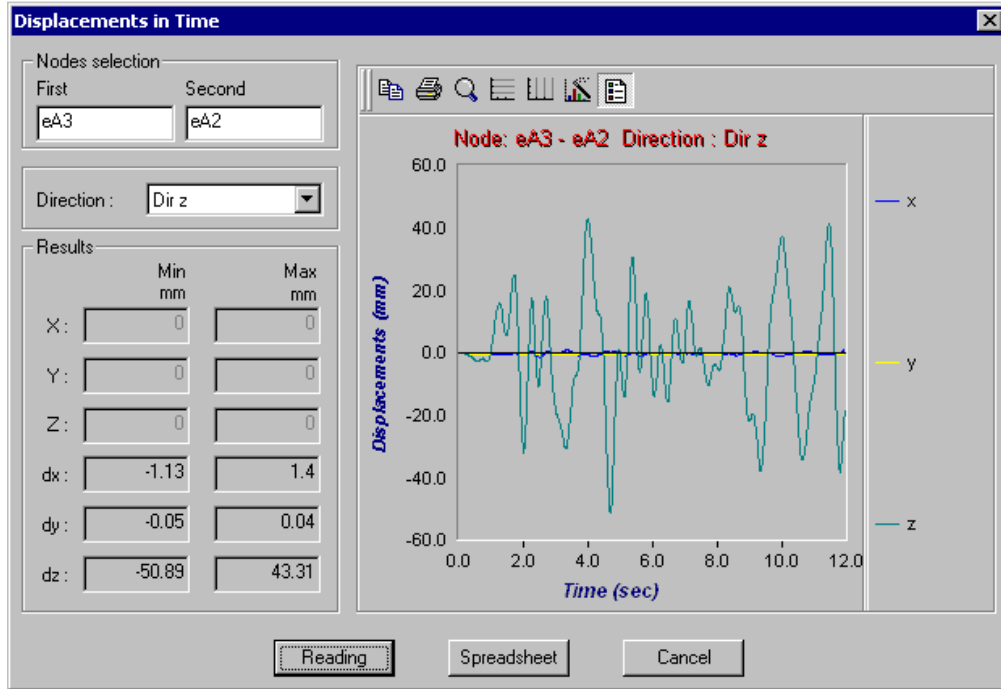 Displacements in Time
Nodes selection
First Second
eA3 eA2
Direction : Dir z
Results
Min Max
mm mm
X : 0 0
Y : 0 0
Z : 0 0
dx : -1.13 1.4
dy : -0.05 0.04
dz : -50.89 43.31
Node: eA3 - eA2 Direction : Dir z
60.0
40.0
20.0
0.0
-20.0
-40.0
-60.0
Displacements (mm)
0.0 2.0 4.0 6.0 8.0 10.0 12.0
Time (sec)
x
y
z
Reading Spreadsheet Cancel